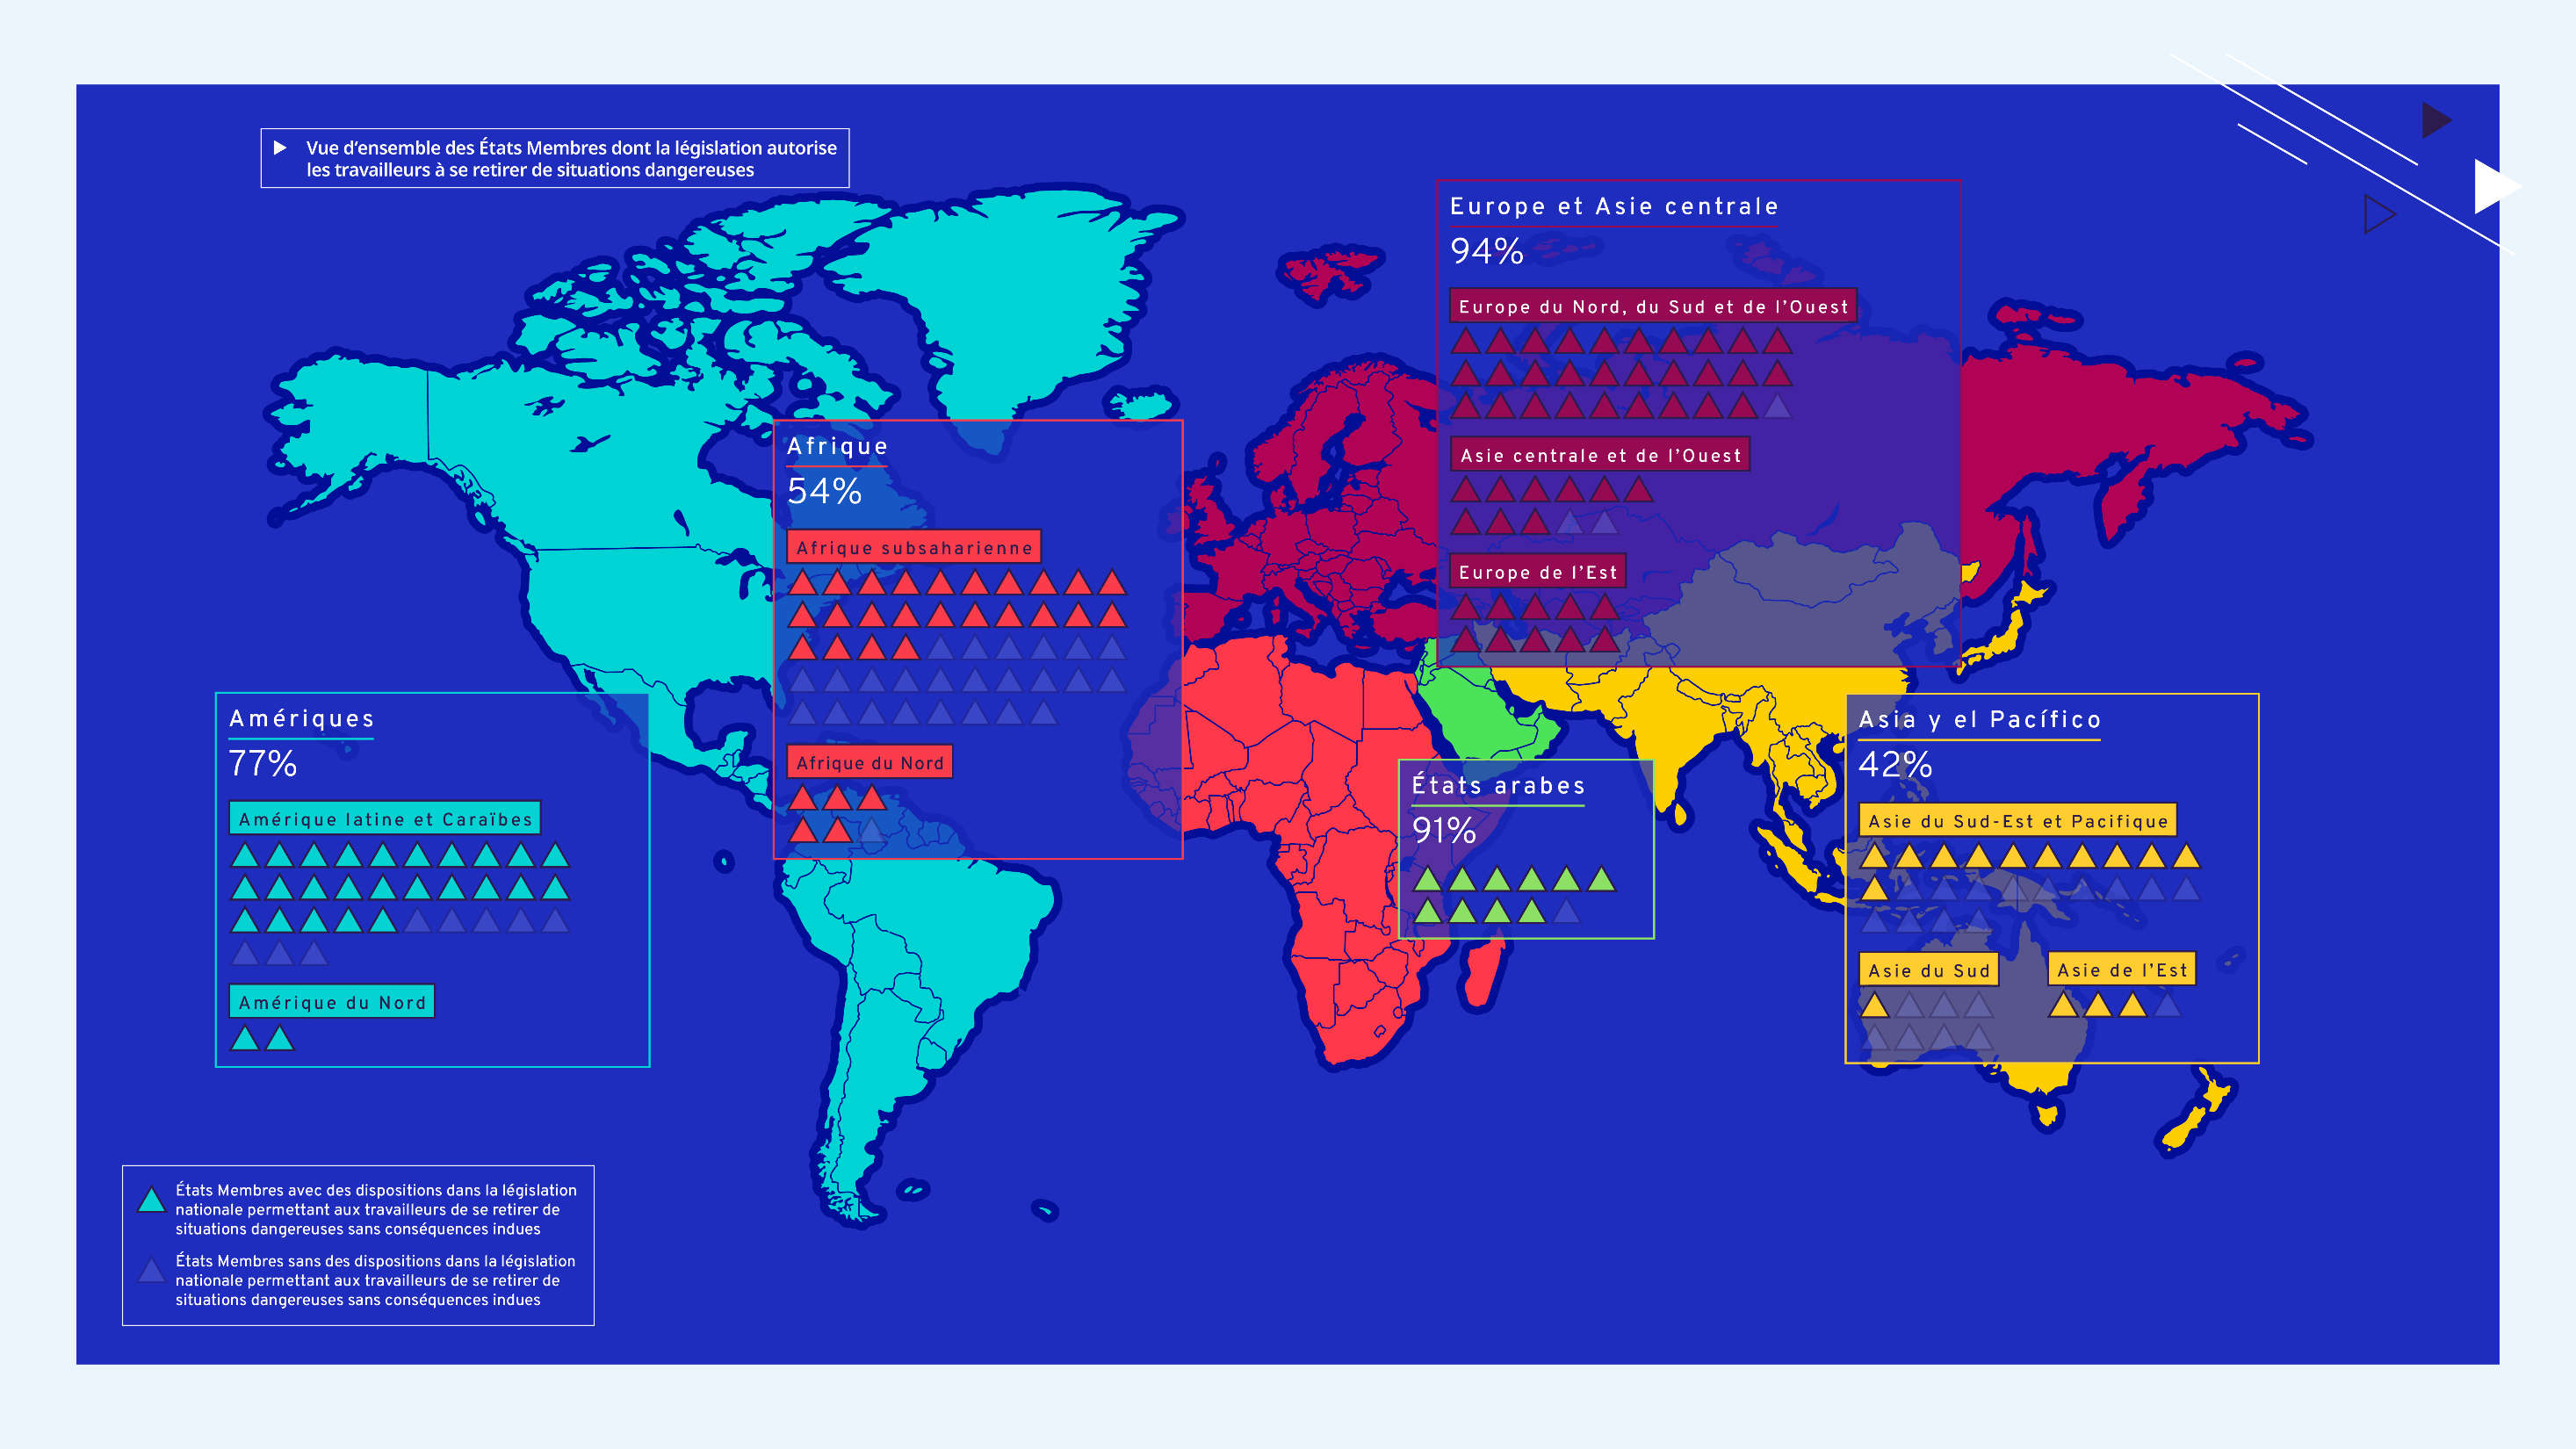 Vue d’ensemble des États Membres dont la législation autorise
les travailleurs à se retirer de situations dangereuses
Europe et Asie centrale
94%
Europe du Nord, du Sud et de l’Ouest
Asie centrale et de l’Ouest
Europe de l’Est
Afrique
54%
Afrique subsaharienne
Afrique du Nord
Amériques
77%
Amérique latine et Caraïbes
Amérique du Nord
États arabes
91%
Asia y el Pacífico
42%
Asie du Sud-Est et Pacifique
Asie du Sud
Asie de l’Est
États Membres avec des dispositions dans la législation
nationale permettant aux travailleurs de se retirer de
situations dangereuses sans conséquences indues
États Membres sans des dispositions dans la législation
nationale permettant aux travailleurs de se retirer de
situations dangereuses sans conséquences indues